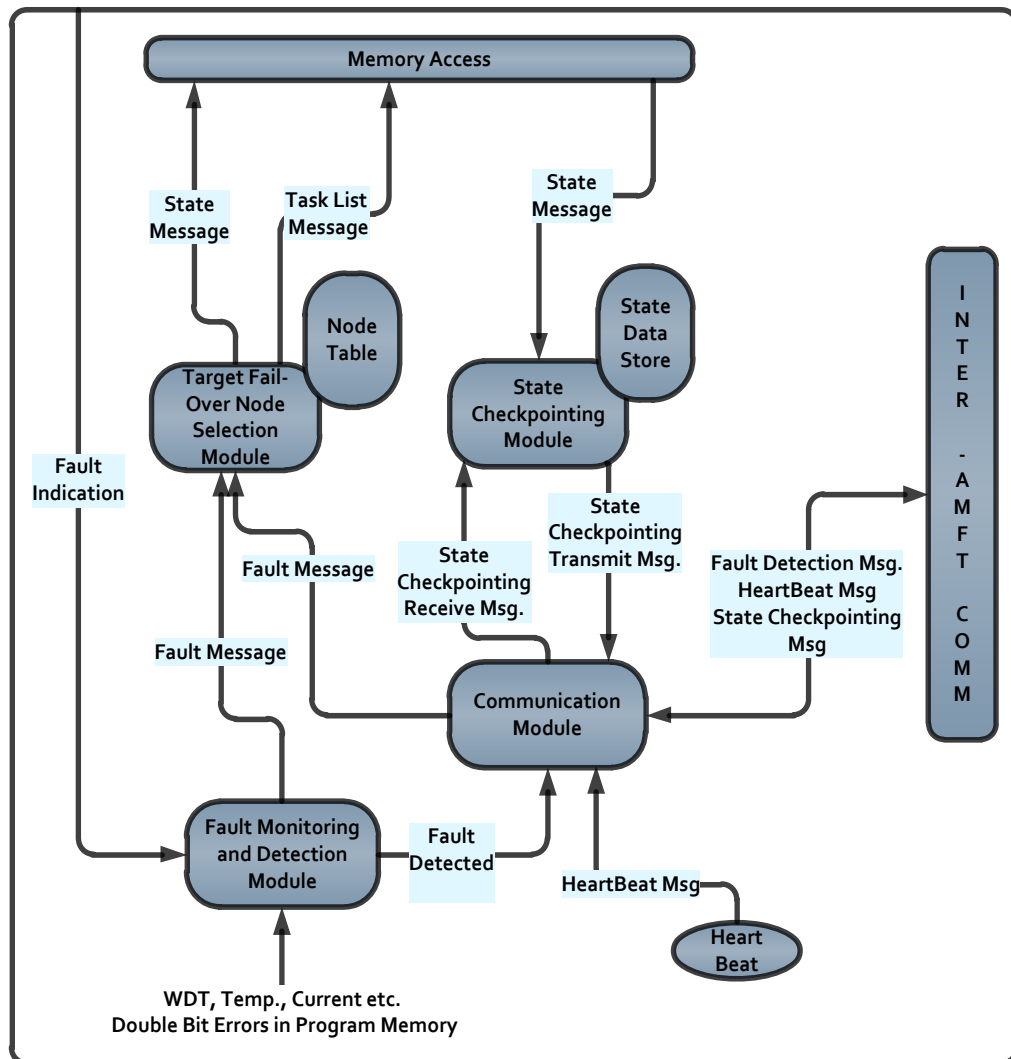 Memory Access
State
Message
Task List
Message
State
Message
Node
Table
State
Data
Store
Target Fail-
Over Node
Selection
Module
State
Checkpointing
Module
INTER -AMFT COMM
Fault
Indication
Fault Message
State
Checkpointing
Receive Msg.
State
Checkpointing
Transmit Msg.
Fault Detection Msg.
HeartBeat Msg
State Checkpointing
Msg
Fault Message
Communication
Module
Fault Monitoring
and Detection
Module
Fault
Detected
HeartBeat Msg
Heart
Beat
WDT, Temp., Current etc.
Double Bit Errors in Program Memory